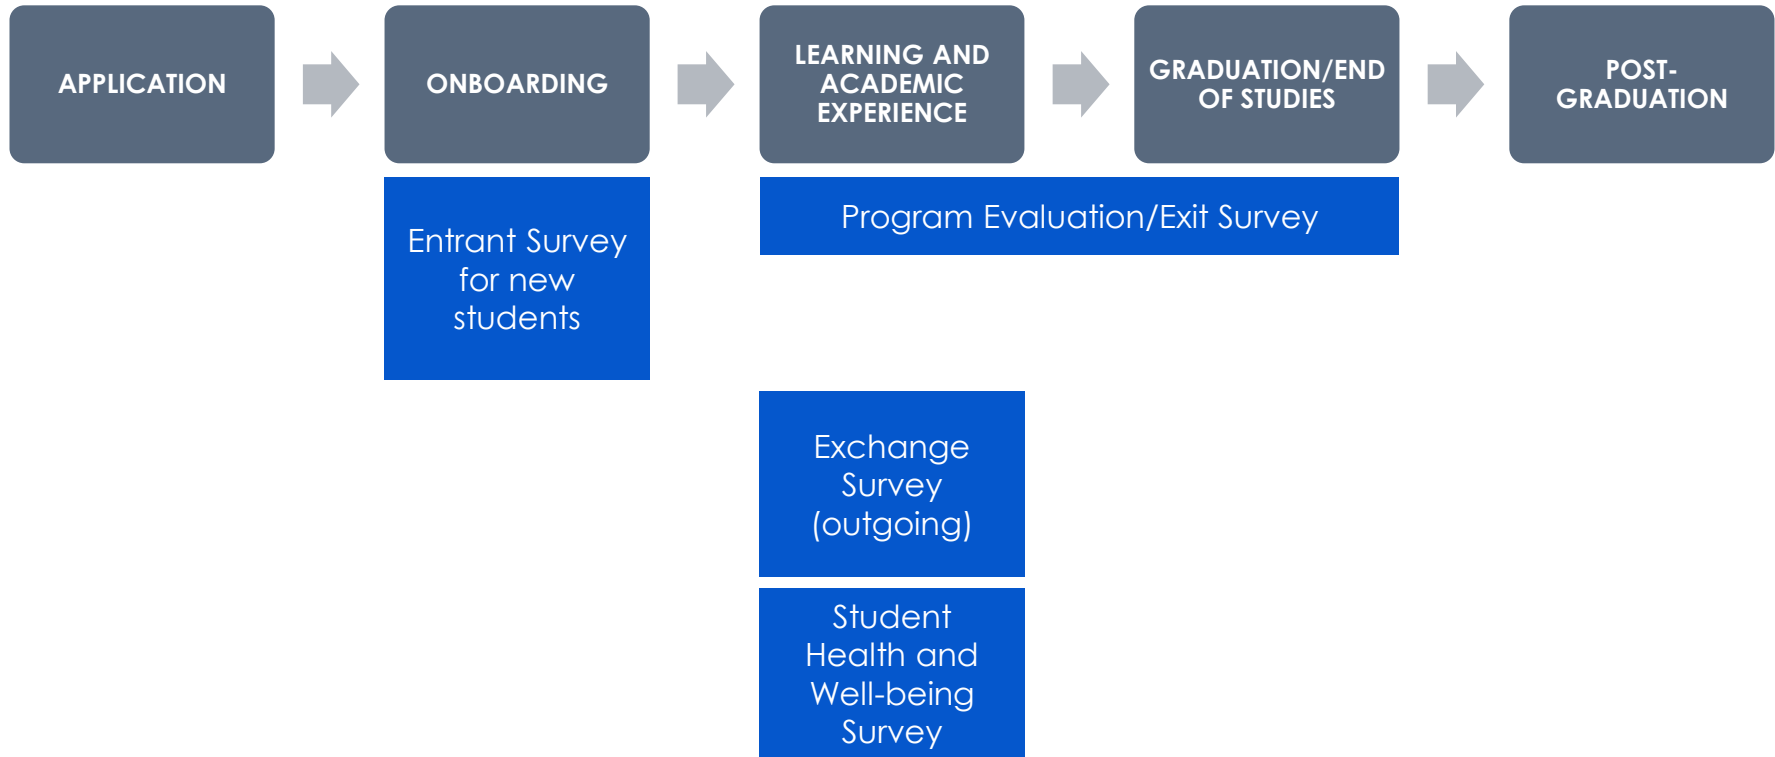 APPLICATION
ONBOARDING
LEARNING AND
ACADEMIC
EXPERIENCE
GRADUATION/END
OF STUDIES
POST-
GRADUATION
Entrant Survey
for new
students
Program Evaluation/Exit Survey
Exchange
Survey
(outgoing)
Student
Health and
Well-being
Survey